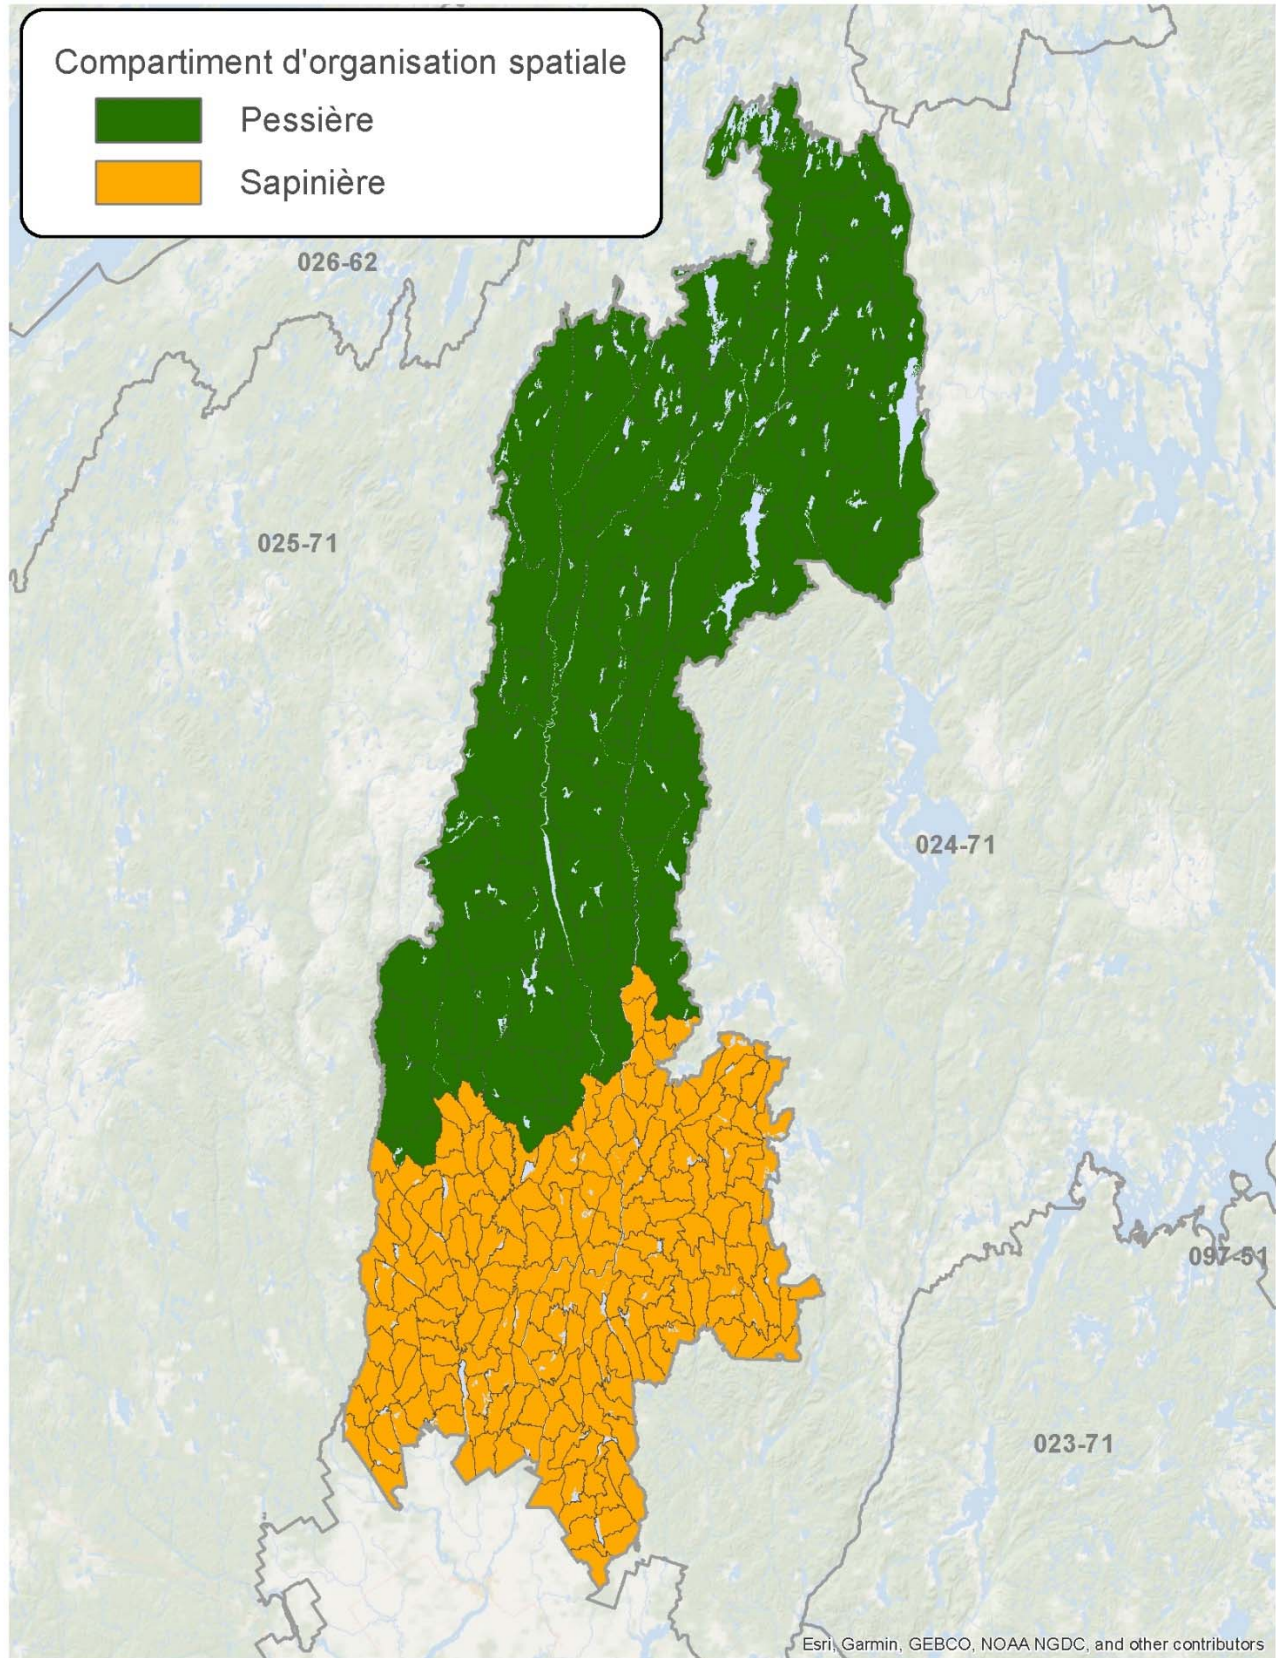 Compartiment d'organisation spatiale
Pessière
Sapinière
026-62
025-71
024-71
097-51
023-71
Esri, Garmin, GEBCO, NOAA NGDC, and other contributors